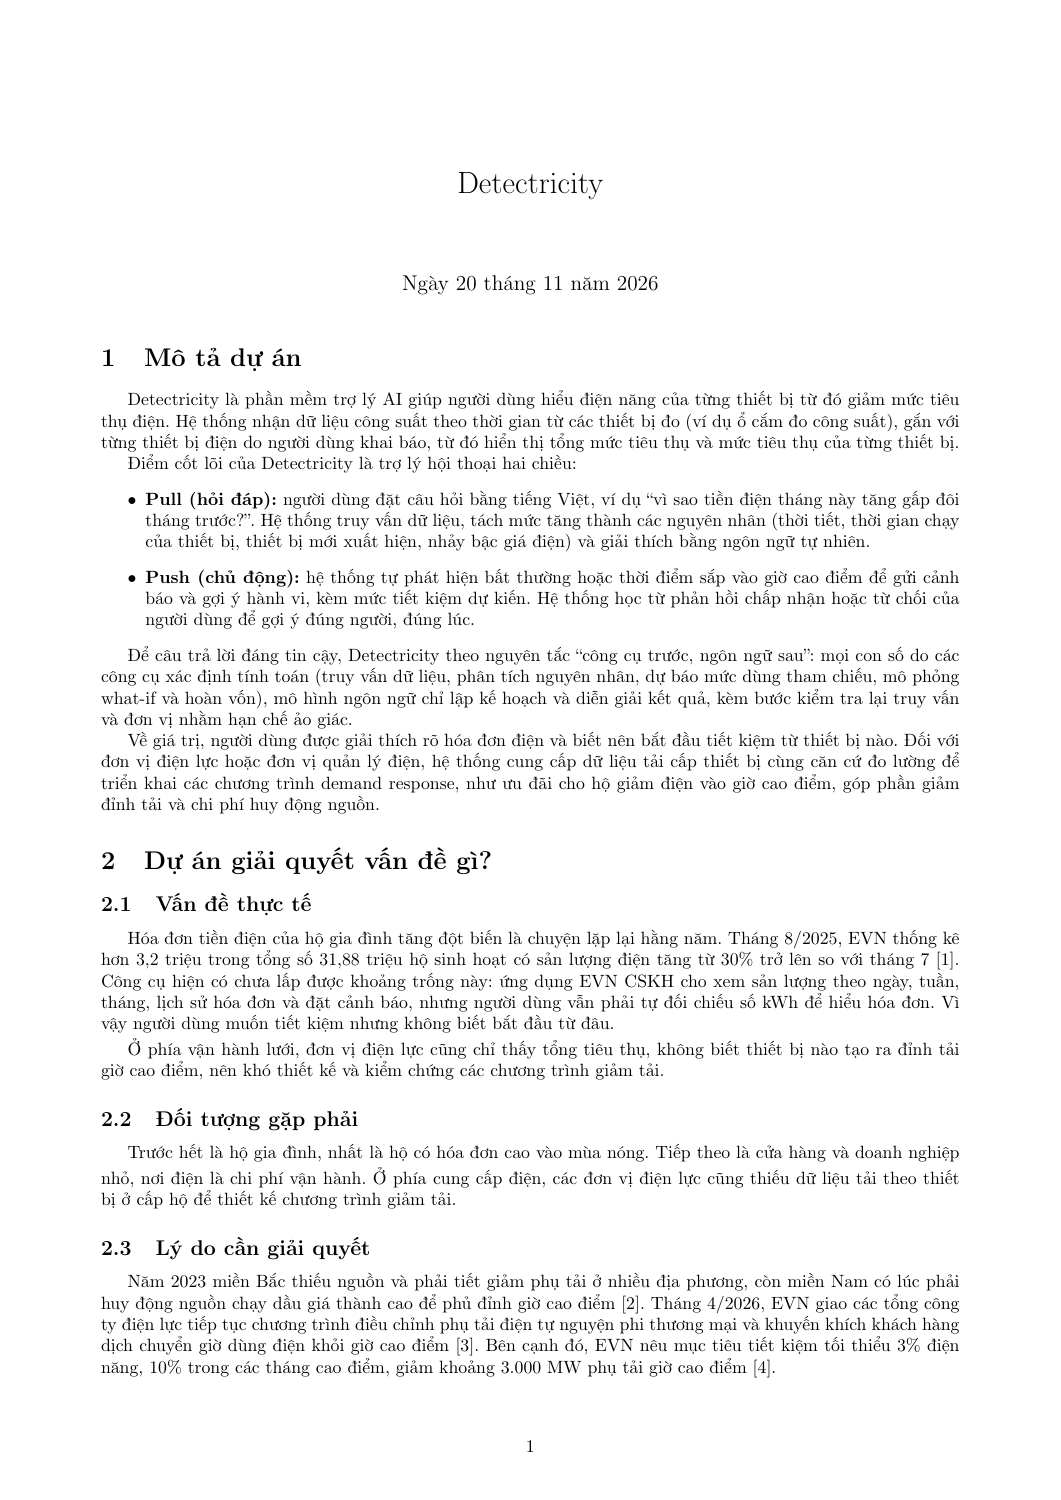 Detectricity
Ngày 20 tháng 11 năm 2026
1 Mô tả dự án
Detectricity là phần mềm trợ lý AI giúp người dùng hiểu điện năng của từng thiết bị từ đó giảm mức tiêu
thụ điện. Hệ thống nhận dữ liệu công suất theo thời gian từ các thiết bị đo (ví dụ ổ cắm đo công suất), gắn với
từng thiết bị điện do người dùng khai báo, từ đó hiển thị tổng mức tiêu thụ và mức tiêu thụ của từng thiết bị.
Điểm cốt lõi của Detectricity là trợ lý hội thoại hai chiều:
• Pull (hỏi đáp): người dùng đặt câu hỏi bằng tiếng Việt, ví dụ “vì sao tiền điện tháng này tăng gấp đôi
tháng trước?”. Hệ thống truy vấn dữ liệu, tách mức tăng thành các nguyên nhân (thời tiết, thời gian chạy
của thiết bị, thiết bị mới xuất hiện, nhảy bậc giá điện) và giải thích bằng ngôn ngữ tự nhiên.
• Push (chủ động): hệ thống tự phát hiện bất thường hoặc thời điểm sắp vào giờ cao điểm để gửi cảnh
báo và gợi ý hành vi, kèm mức tiết kiệm dự kiến. Hệ thống học từ phản hồi chấp nhận hoặc từ chối của
người dùng để gợi ý đúng người, đúng lúc.
Để câu trả lời đáng tin cậy, Detectricity theo nguyên tắc “công cụ trước, ngôn ngữ sau”: mọi con số do các
công cụ xác định tính toán (truy vấn dữ liệu, phân tích nguyên nhân, dự báo mức dùng tham chiếu, mô phỏng
what-if và hoàn vốn), mô hình ngôn ngữ chỉ lập kế hoạch và diễn giải kết quả, kèm bước kiểm tra lại truy vấn
và đơn vị nhằm hạn chế ảo giác.
Về giá trị, người dùng được giải thích rõ hóa đơn điện và biết nên bắt đầu tiết kiệm từ thiết bị nào. Đối với
đơn vị điện lực hoặc đơn vị quản lý điện, hệ thống cung cấp dữ liệu tải cấp thiết bị cùng căn cứ đo lường để
triển khai các chương trình demand response, như ưu đãi cho hộ giảm điện vào giờ cao điểm, góp phần giảm
đỉnh tải và chi phí huy động nguồn.
2 Dự án giải quyết vấn đề gì?
2.1 Vấn đề thực tế
Hóa đơn tiền điện của hộ gia đình tăng đột biến là chuyện lặp lại hằng năm. Tháng 8/2025, EVN thống kê
hơn 3,2 triệu trong tổng số 31,88 triệu hộ sinh hoạt có sản lượng điện tăng từ 30% trở lên so với tháng 7 [1].
Công cụ hiện có chưa lấp được khoảng trống này: ứng dụng EVN CSKH cho xem sản lượng theo ngày, tuần,
tháng, lịch sử hóa đơn và đặt cảnh báo, nhưng người dùng vẫn phải tự đối chiếu số kWh để hiểu hóa đơn. Vì
vậy người dùng muốn tiết kiệm nhưng không biết bắt đầu từ đâu.
Ở phía vận hành lưới, đơn vị điện lực cũng chỉ thấy tổng tiêu thụ, không biết thiết bị nào tạo ra đỉnh tải
giờ cao điểm, nên khó thiết kế và kiểm chứng các chương trình giảm tải.
2.2 Đối tượng gặp phải
Trước hết là hộ gia đình, nhất là hộ có hóa đơn cao vào mùa nóng. Tiếp theo là cửa hàng và doanh nghiệp
nhỏ, nơi điện là chi phí vận hành. Ở phía cung cấp điện, các đơn vị điện lực cũng thiếu dữ liệu tải theo thiết
bị ở cấp hộ để thiết kế chương trình giảm tải.
2.3 Lý do cần giải quyết
Năm 2023 miền Bắc thiếu nguồn và phải tiết giảm phụ tải ở nhiều địa phương, còn miền Nam có lúc phải
huy động nguồn chạy dầu giá thành cao để phủ đỉnh giờ cao điểm [2]. Tháng 4/2026, EVN giao các tổng công
ty điện lực tiếp tục chương trình điều chỉnh phụ tải điện tự nguyện phi thương mại và khuyến khích khách hàng
dịch chuyển giờ dùng điện khỏi giờ cao điểm [3]. Bên cạnh đó, EVN nêu mục tiêu tiết kiệm tối thiểu 3% điện
năng, 10% trong các tháng cao điểm, giảm khoảng 3.000 MW phụ tải giờ cao điểm [4].
1